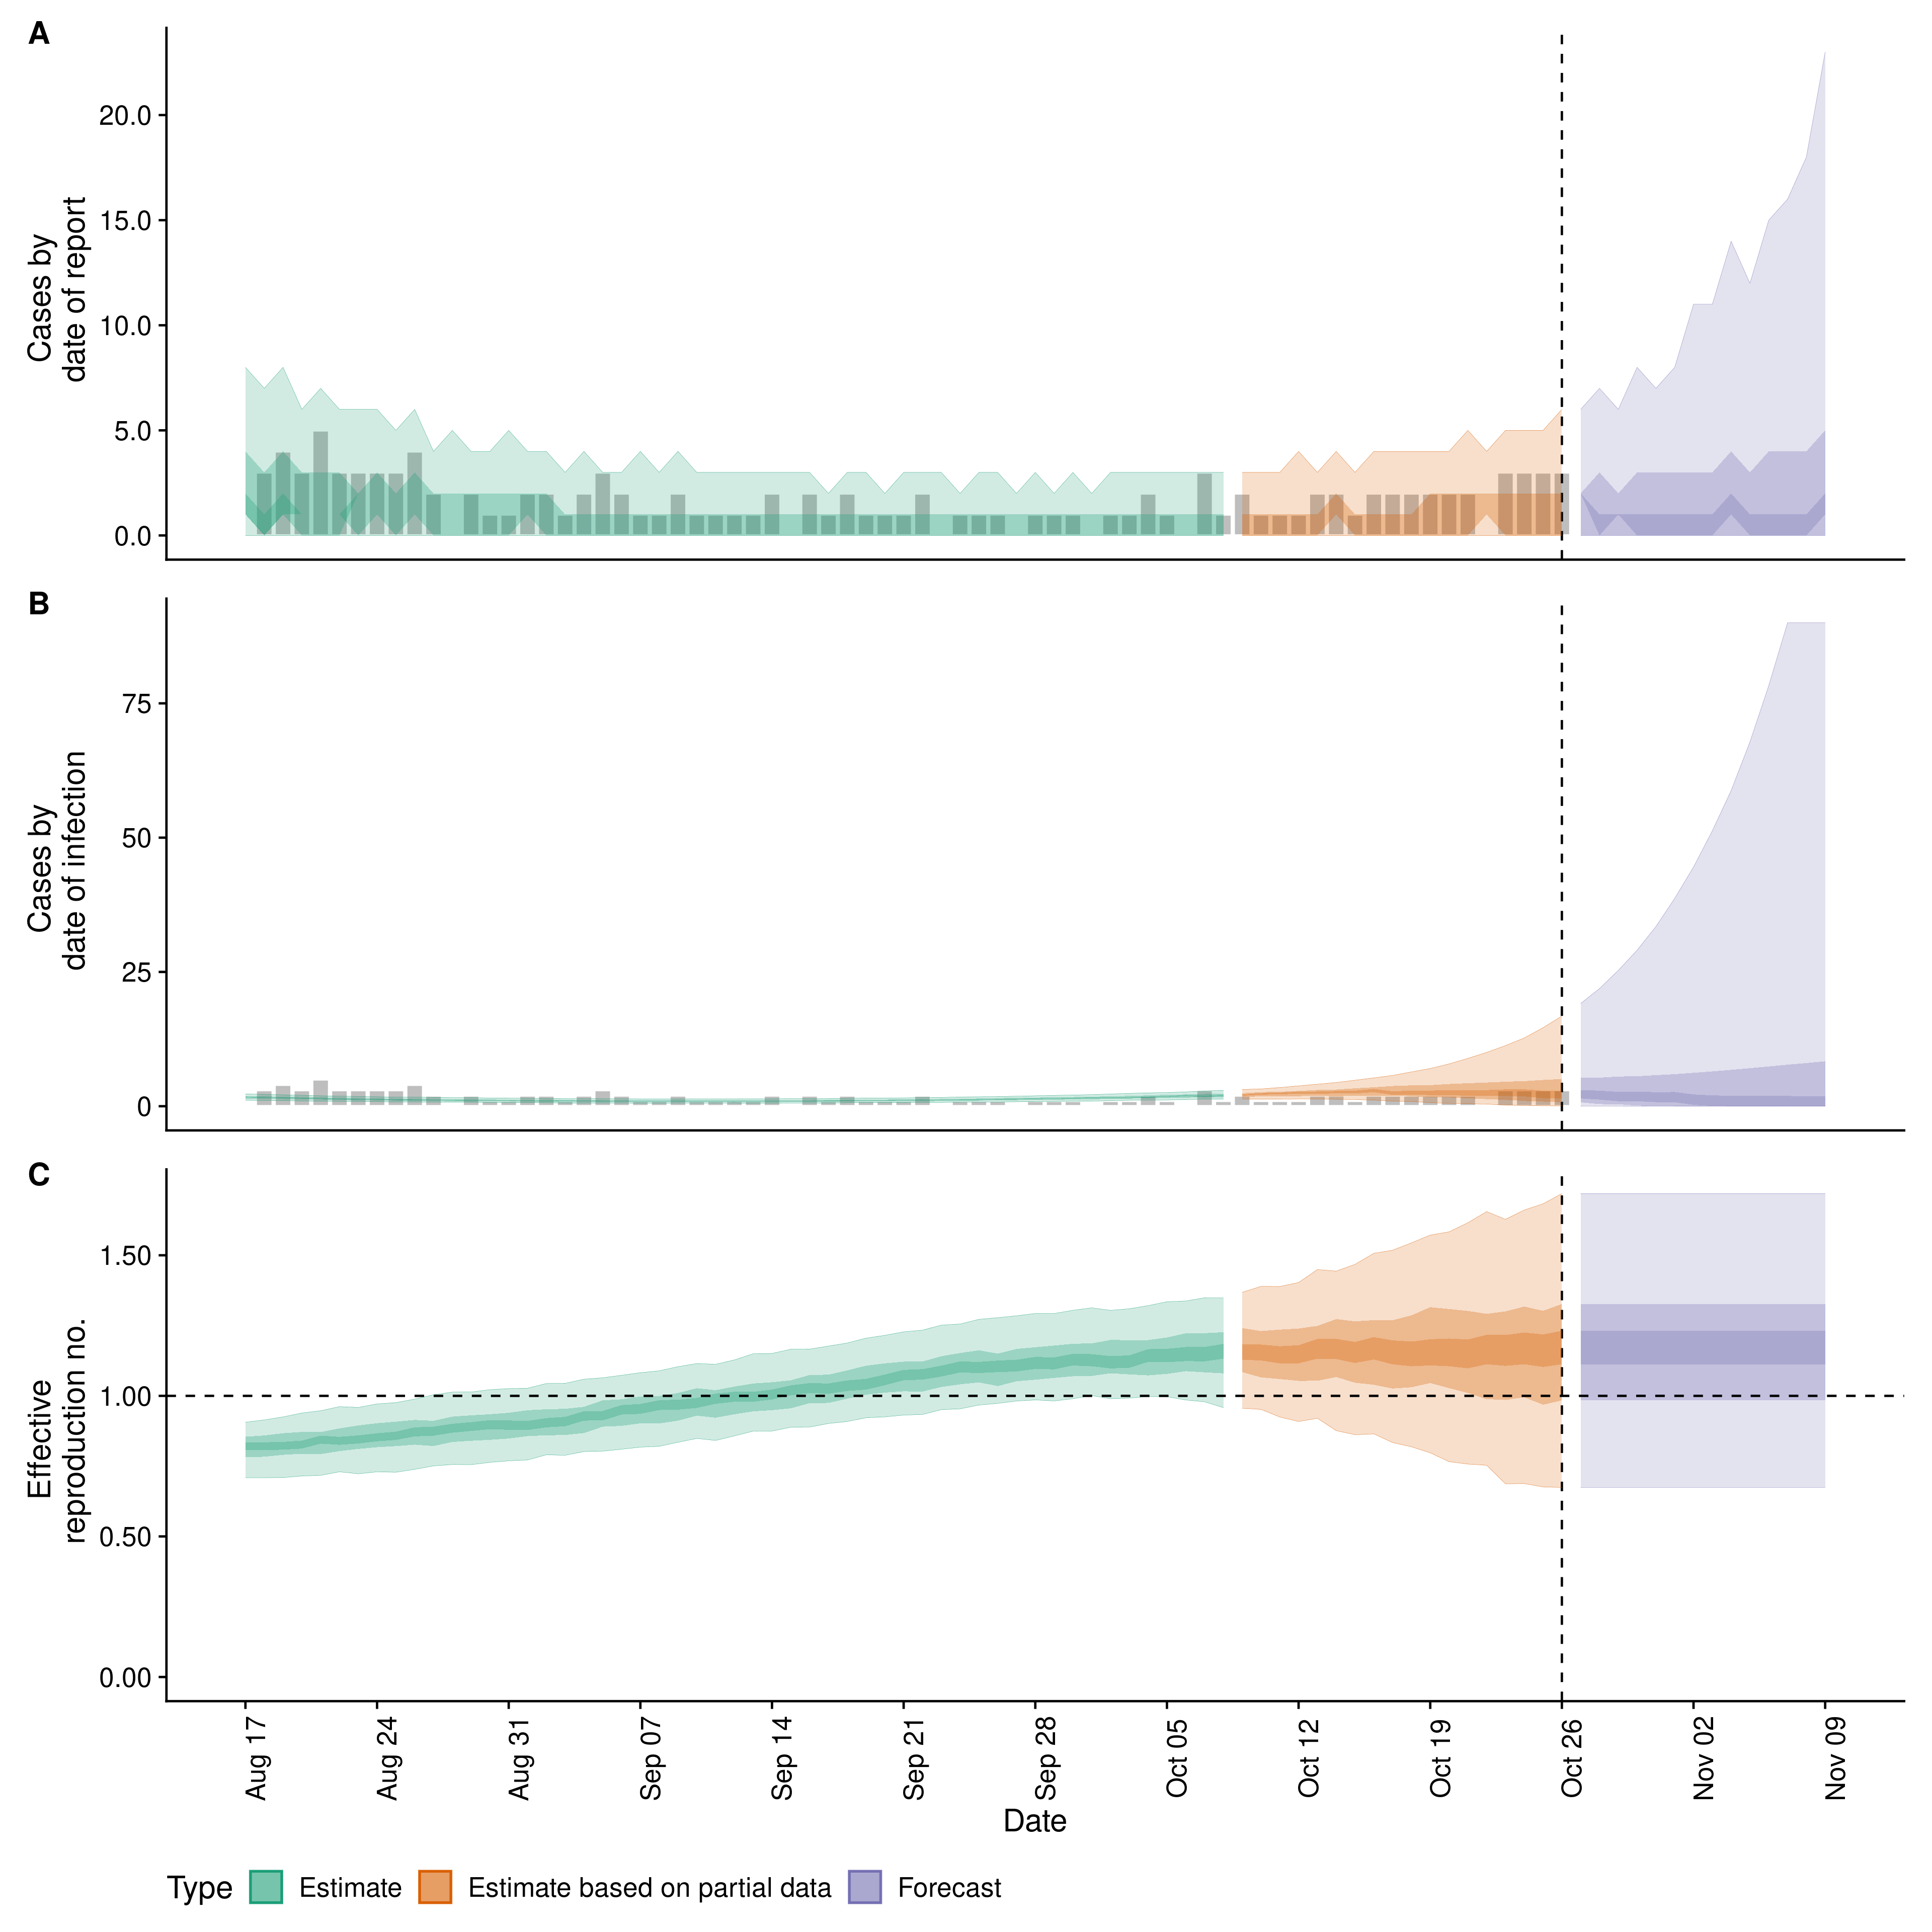 A
Cases by
date of report
20.0
15.0
10.0
5.0
0.0
B
Cases by
date of infection
75
50
25
0
C
Effective
reproduction no.
1.50
1.00
0.50
0.00
Aug 17
Aug 24
Aug 31
Sep 07
Sep 14
Sep 21
Sep 28
Oct 05
Oct 12
Oct 19
Oct 26
Nov 02
Nov 09
Date
Type Estimate Estimate based on partial data Forecast